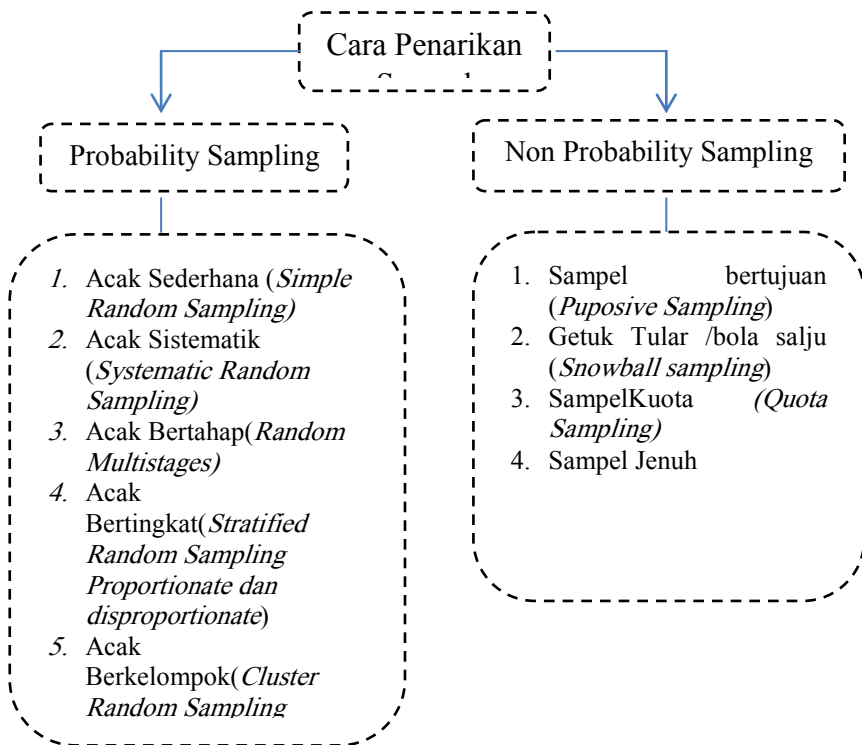 Cara Penarikan
Probability Sampling
Non Probability Sampling
1. Acak Sederhana (Simple
Random Sampling)
2. Acak Sistematik
(Systematic Random
Sampling)
3. Acak Bertahap(Random
Multistages)
4. Acak
Bertingkat(Stratified
Random Sampling
Proportionate dan
disproportionate)
5. Acak
Berkelompok(Cluster
Random Sampling
1. Sampel bertujuan
(Puposive Sampling)
2. Getuk Tular /bola salju
(Snowball sampling)
3. SampelKuota (Quota
Sampling)
4. Sampel Jenuh